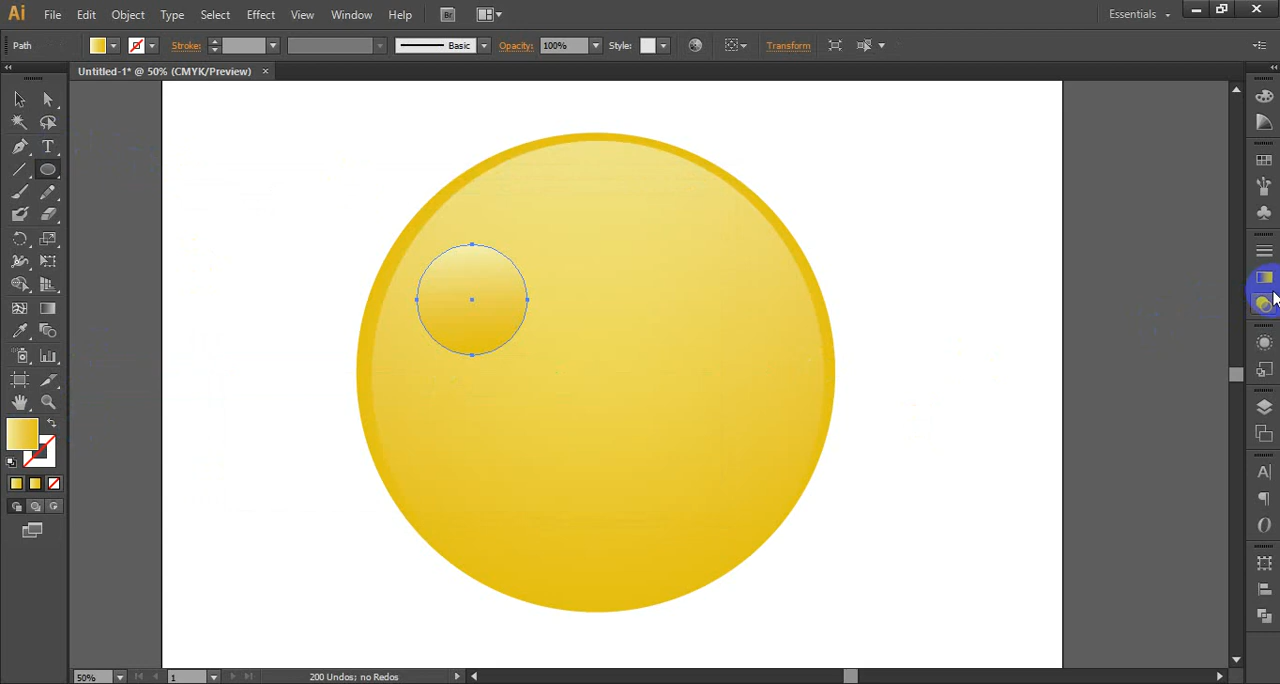 Ai File Edit Object Type Select Effect View Window Help Br Essentials
Path Stroke: Basic Opacity: 100% Style: Transform
Untitled-1* @ 50% (CMYK/Preview) ×
T
A|
¶
O
50% 1 200 Undos; no Redos